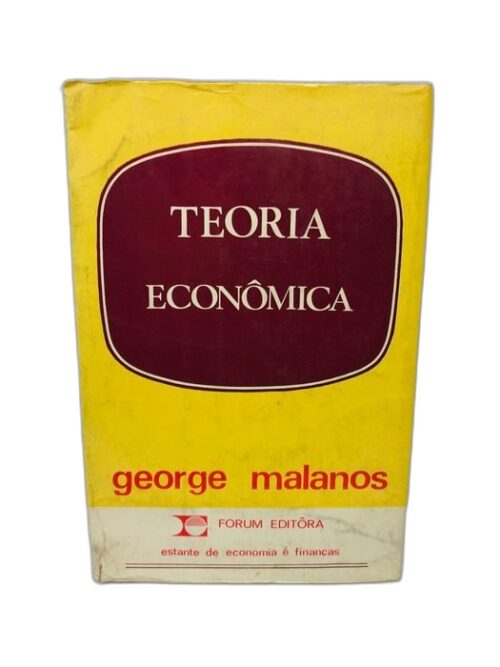 TEORIA
ECONÔMICA
george malanos
FORUM EDITÔRA
estante de economia e finanças